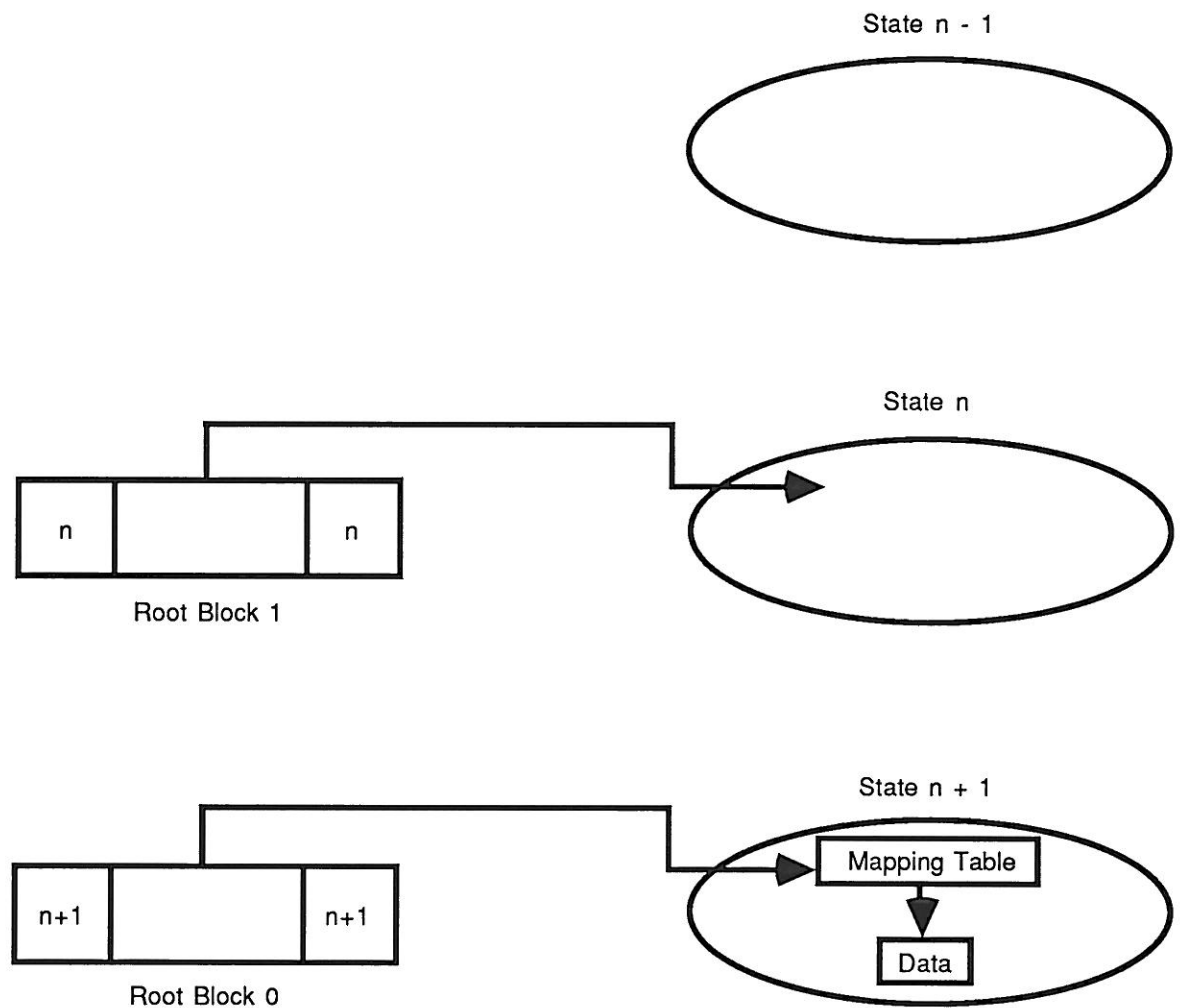 State n - 1
State n
n
n
Root Block 1
State n + 1
Mapping Table
n+1
n+1
Data
Root Block 0